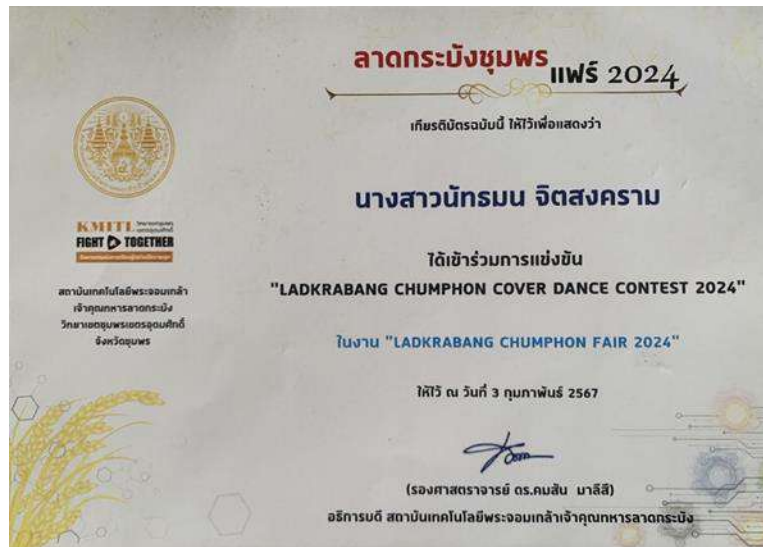 ลาดกระบังชุมพร
แฟร์ 2024
เกียรติบัตรฉบับนี้ ให้ไว้เพื่อแสดงว่า
นางสาวนัทธมน จิตสงคราม
ได้เข้าร่วมการแข่งขัน
"LADKRABANG CHUMPHON COVER DANCE CONTEST 2024"
ในงาน "LADKRABANG CHUMPHON FAIR 2024"
ให้ไว้ ณ วันที่ 3 กุมภาพันธ์ 2567
(รองศาสตราจารย์ ดร.คมสัน มาลีสี)
อธิการบดี สถาบันเทคโนโลยีพระจอมเกล้าเจ้าคุณทหารลาดกระบัง
KMITL
FIGHT TOGETHER
สถาบันเทคโนโลยีพระจอมเกล้า
เจ้าคุณทหารลาดกระบัง
วิทยาเขตชุมพรเขตรอุดมศักดิ์
จังหวัดชุมพร